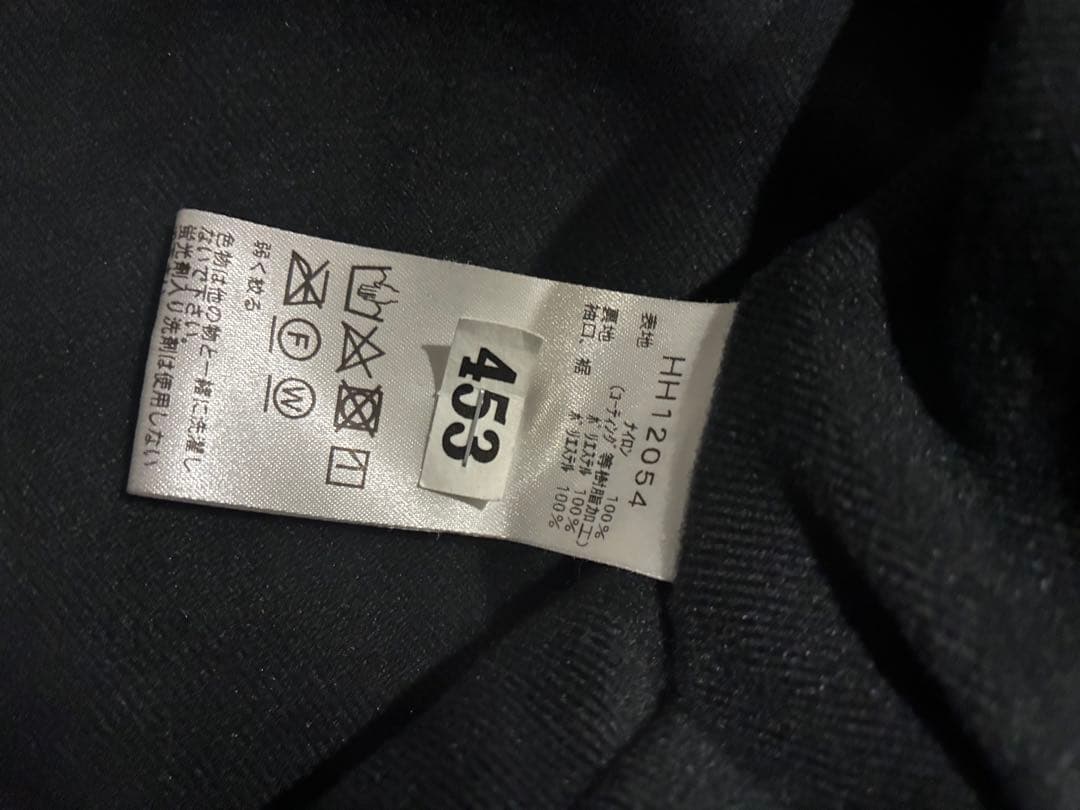 HH12054
表地 ナイロン 100%
(コーティング等樹脂加工)
裏地 ポリエステル 100%
袖口、裾 ポリエステル 100%
453
F
W
弱く絞る
色物は他の物と一緒に洗濯し
ないで下さい。
蛍光剤入り洗剤は使用しない